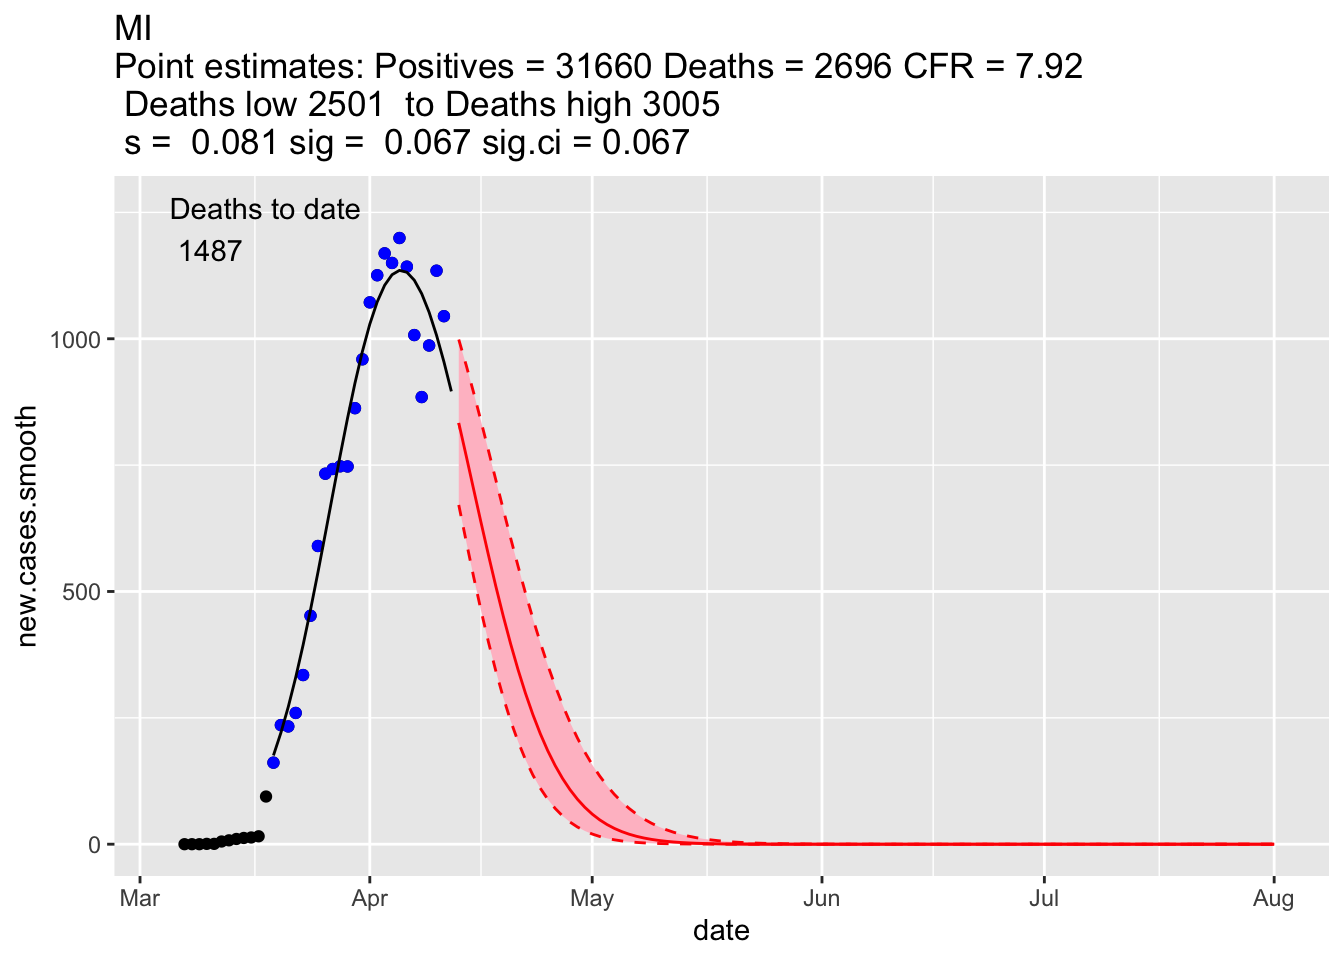 MI
Point estimates: Positives = 31660 Deaths = 2696 CFR = 7.92
Deaths low 2501  to Deaths high 3005
s =  0.081 sig =  0.067 sig.ci = 0.067
Deaths to date
1487
1000
500
0
new.cases.smooth
Mar Apr May Jun Jul Aug
date